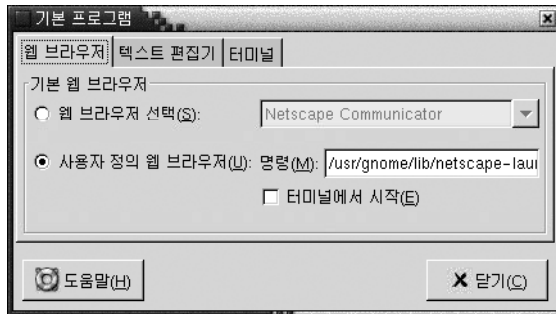 기본 프로그램
웹 브라우저 텍스트 편집기 터미널
기본 웹 브라우저
웹 브라우저 선택(S): Netscape Communicator
사용자 정의 웹 브라우저(U): 명령(M): /usr/gnome/lib/netscape-lau
터미널에서 시작(E)
도움말(H) 닫기(C)